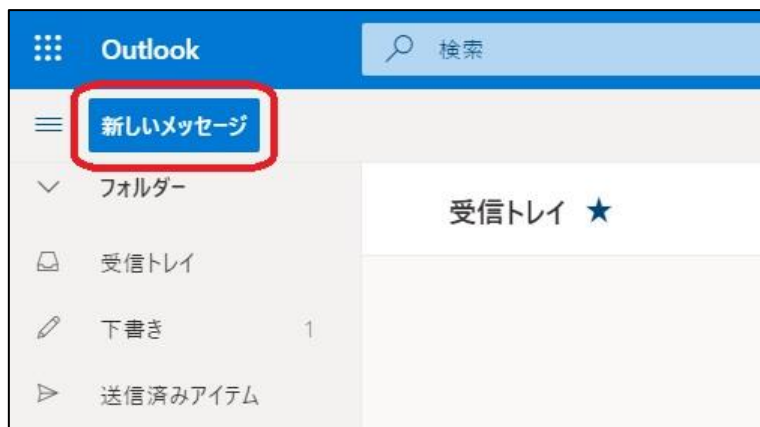 Outlook
検索
新しいメッセージ
フォルダー
受信トレイ ★
受信トレイ
下書き 1
送信済みアイテム